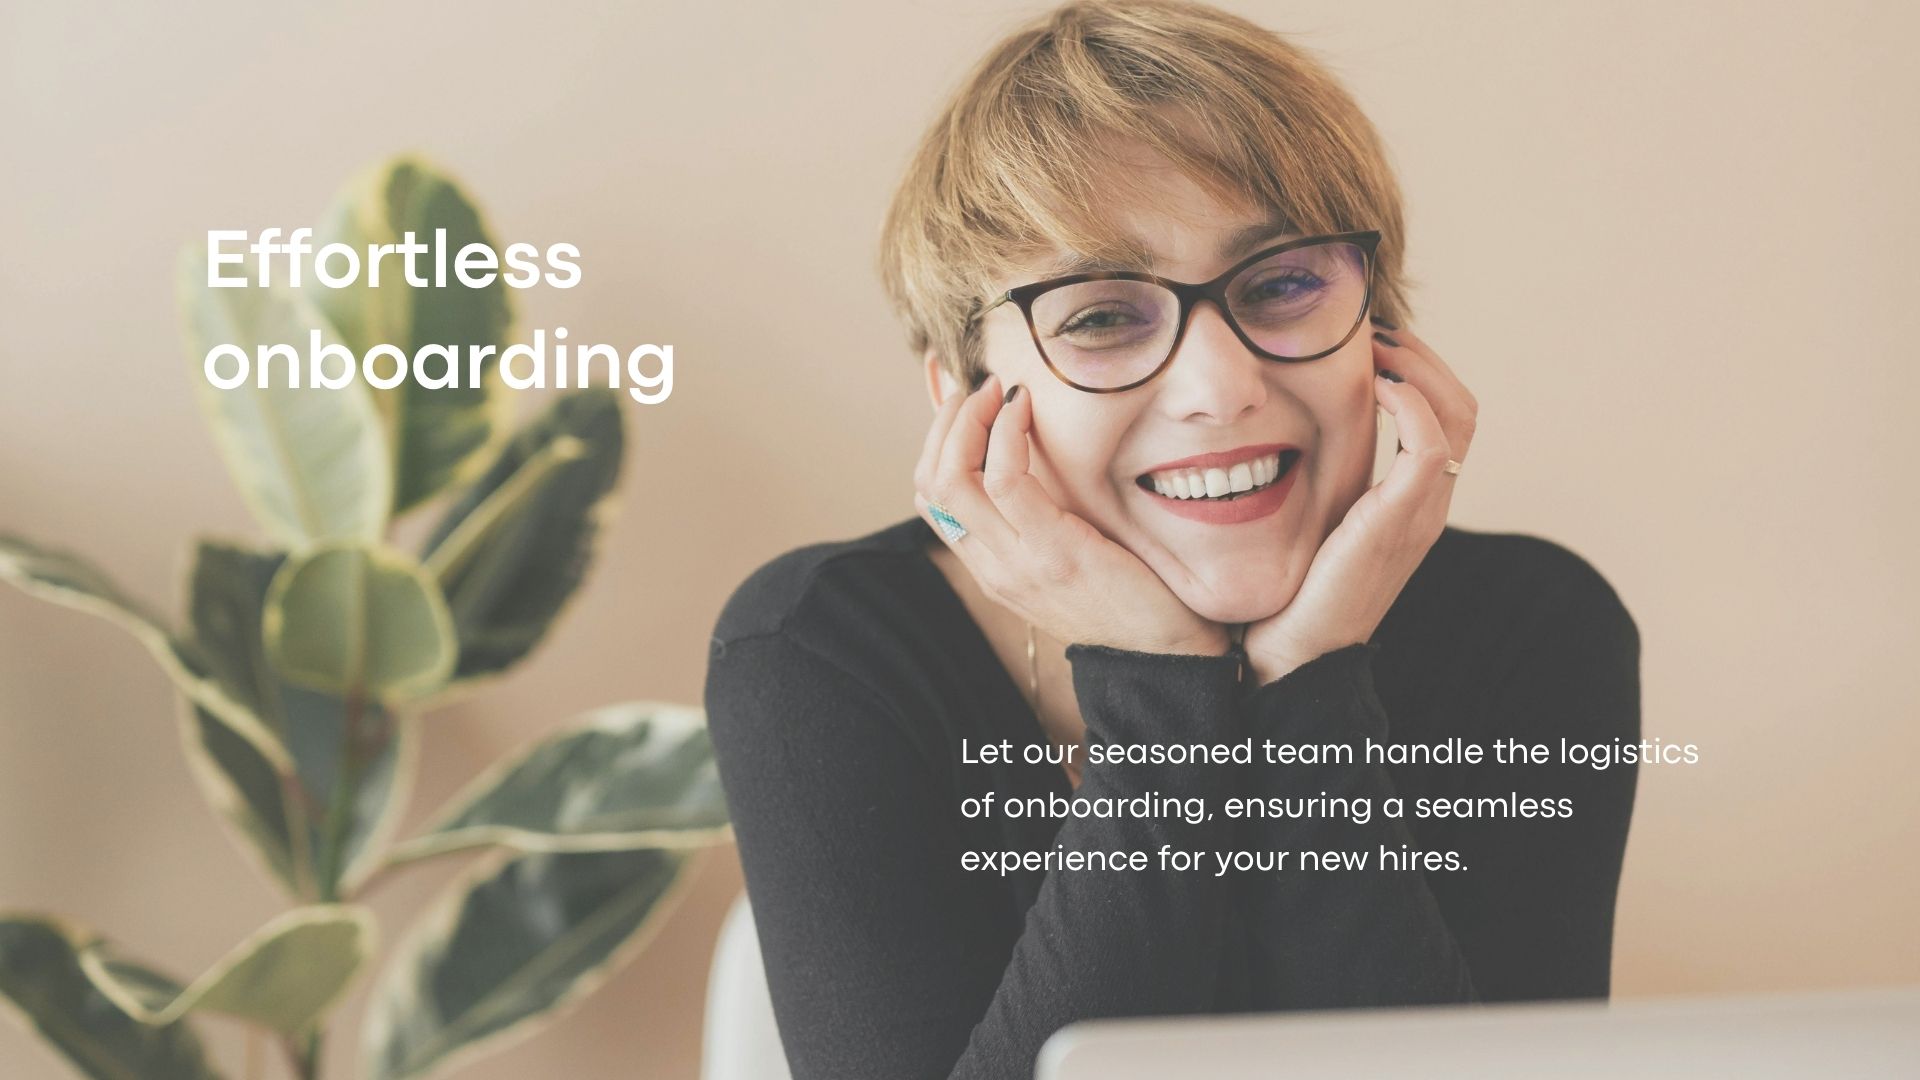 Effortless
onboarding
Let our seasoned team handle the logistics
of onboarding, ensuring a seamless
experience for your new hires.